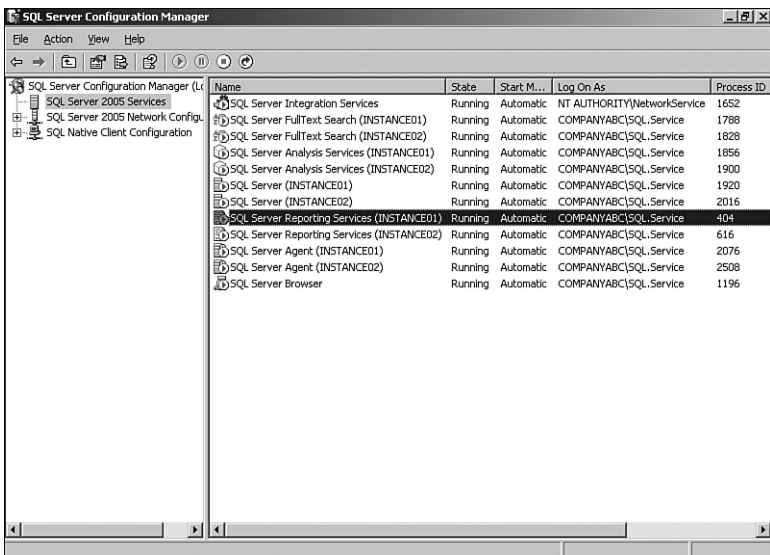 SQL Server Configuration Manager
File Action View Help
SQL Server Configuration Manager (Lo
SQL Server 2005 Services
SQL Server 2005 Network Configu
SQL Native Client Configuration
Name State Start M... Log On As Process ID
SQL Server Integration Services Running Automatic NT AUTHORITY\NetworkService 1652
SQL Server FullText Search (INSTANCE01) Running Automatic COMPANYABC\SQL.Service 1788
SQL Server FullText Search (INSTANCE02) Running Automatic COMPANYABC\SQL.Service 1828
SQL Server Analysis Services (INSTANCE01) Running Automatic COMPANYABC\SQL.Service 1856
SQL Server Analysis Services (INSTANCE02) Running Automatic COMPANYABC\SQL.Service 1900
SQL Server (INSTANCE01) Running Automatic COMPANYABC\SQL.Service 1920
SQL Server (INSTANCE02) Running Automatic COMPANYABC\SQL.Service 2016
SQL Server Reporting Services (INSTANCE01) Running Automatic COMPANYABC\SQL.Service 404
SQL Server Reporting Services (INSTANCE02) Running Automatic COMPANYABC\SQL.Service 616
SQL Server Agent (INSTANCE01) Running Automatic COMPANYABC\SQL.Service 2076
SQL Server Agent (INSTANCE02) Running Automatic COMPANYABC\SQL.Service 2508
SQL Server Browser Running Automatic COMPANYABC\SQL.Service 1196